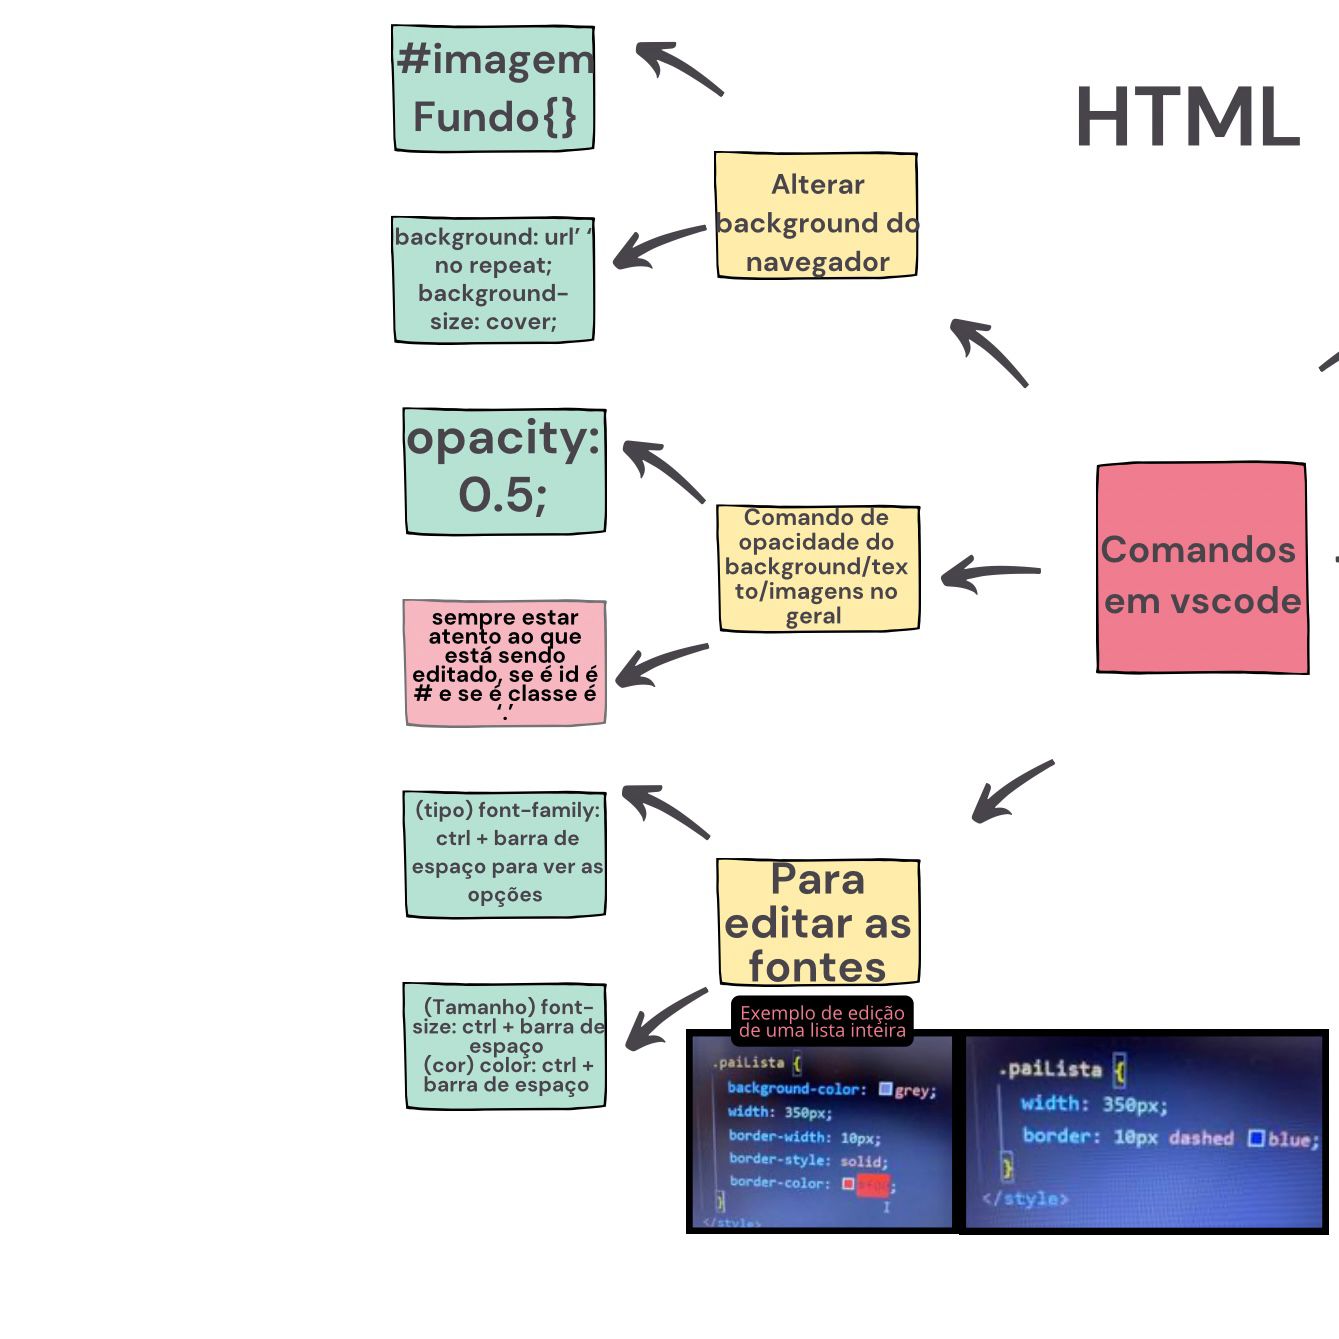 #imagem
Fundo{}
HTML
Alterar
background do
navegador
background: url’ ‘
no repeat;
background-
size: cover;
opacity:
0.5;
Comando de
opacidade do
background/tex
to/imagens no
geral
Comandos
em vscode
sempre estar
atento ao que
está sendo
editado, se é id é
# e se é classe é
‘.’
(tipo) font-family:
ctrl + barra de
espaço para ver as
opções
Para
editar as
fontes
(Tamanho) font-
size: ctrl + barra de
espaço
(cor) color: ctrl +
barra de espaço
Exemplo de edição
de uma lista inteira
.paiLista {
background-color: grey;
width: 350px;
border-width: 10px;
border-style: solid;
border-color: ;
}
</style>
.paiLista {
width: 350px;
border: 10px dashed blue;
}
</style>